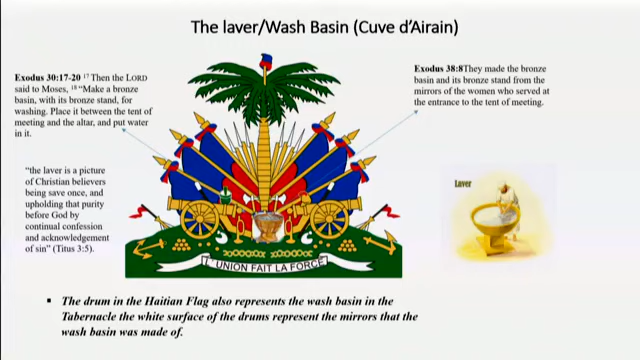 The laver/Wash Basin (Cuve d'Airain)
Exodus 30:17-20 17 Then the LORD
said to Moses, 18 "Make a bronze
basin, with its bronze stand, for
washing. Place it between the tent of
meeting and the altar, and put water
in it.
Exodus 38:8They made the bronze
basin and its bronze stand from the
mirrors of the women who served at
the entrance to the tent of meeting.
"the laver is a picture
of Christian believers
being save once, and
upholding that purity
before God by
continual confession
and acknowledgement
of sin" (Titus 3:5).
Laver
L'UNION FAIT LA FORCE
▪ The drum in the Haitian Flag also represents the wash basin in the
Tabernacle the white surface of the drums represent the mirrors that the
wash basin was made of.